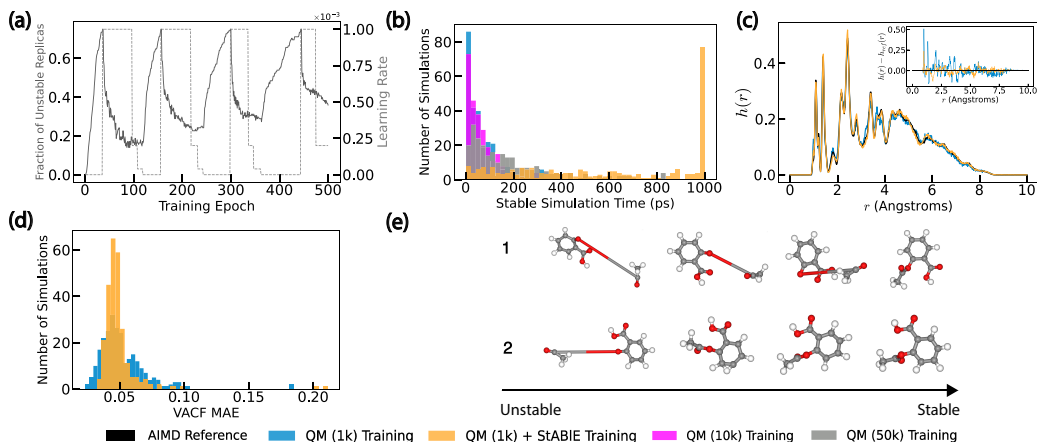 (a)
×10⁻³
Fraction of Unstable Replicas
0.6
0.4
0.2
0.0
1.00
0.75
0.50
0.25
0.00
Learning Rate
0 100 200 300 400 500
Training Epoch
(b)
Number of Simulations
80
60
40
20
0
0 200 400 600 800 1000
Stable Simulation Time (ps)
(c)
h(r)
0.4
0.2
0.0
0 2 4 6 8 10
r (Angstroms)
0.50
0.25
0.00
0.0 2.5 5.0 7.5 10.0
r (Angstroms)
(d)
Number of Simulations
60
40
20
0
0.05 0.10 0.15 0.20
VACF MAE
(e)
1
2
Unstable Stable
AIMD Reference QM (1k) Training QM (1k) + StABlE Training QM (10k) Training QM (50k) Training